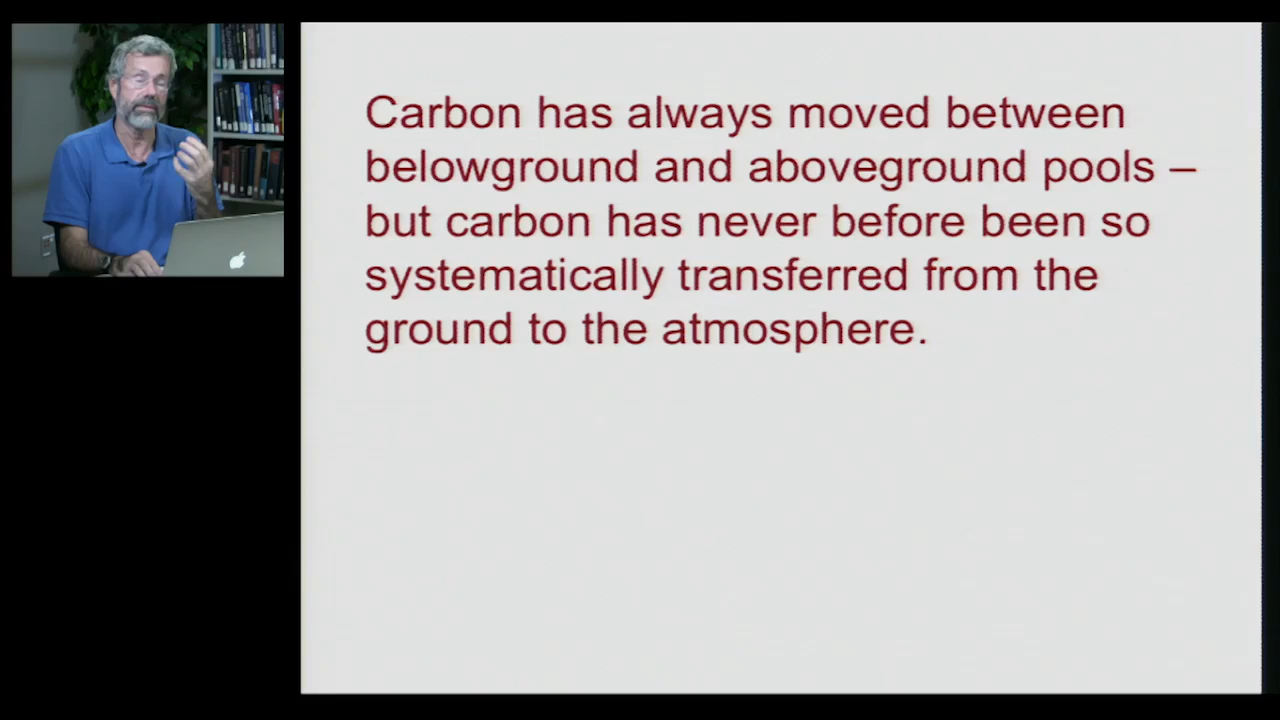 Carbon has always moved between
belowground and aboveground pools –
but carbon has never before been so
systematically transferred from the
ground to the atmosphere.